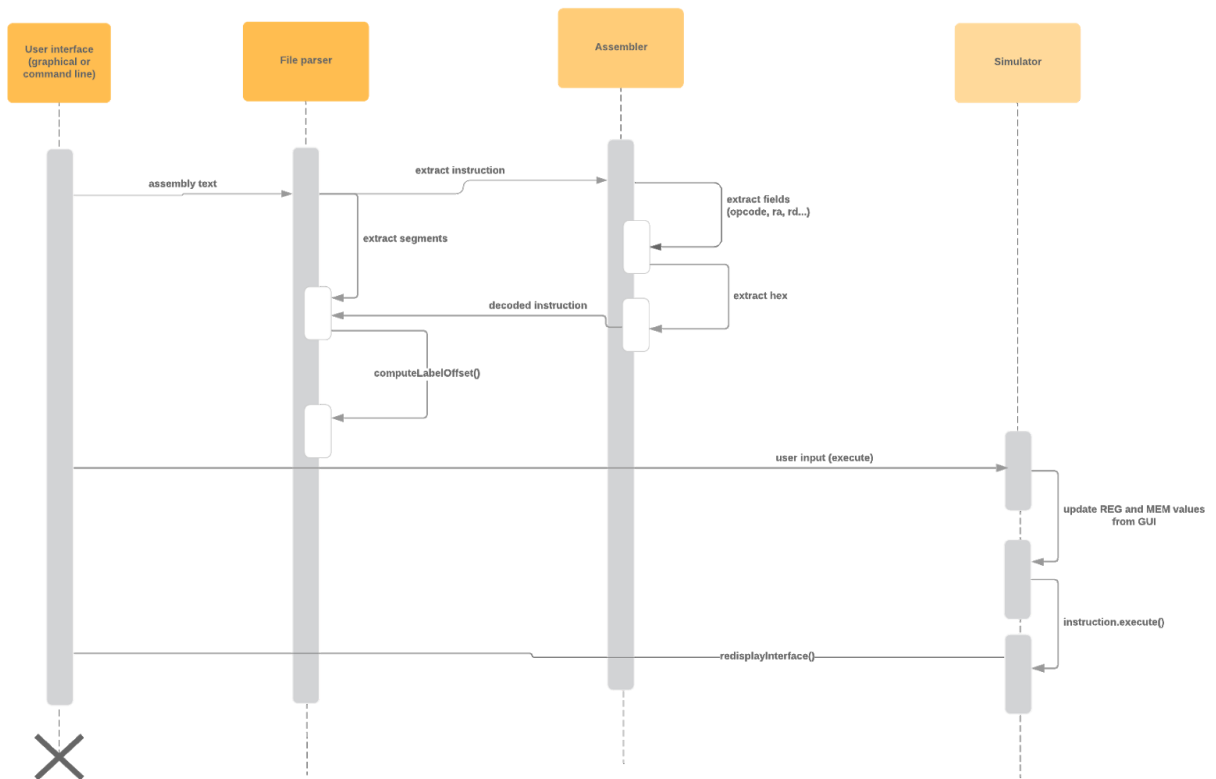 User interface
(graphical or
command line)
File parser
Assembler
Simulator
assembly text
extract instruction
extract fields
(opcode, ra, rd...)
extract segments
extract hex
decoded instruction
computeLabelOffset()
user input (execute)
update REG and MEM values
from GUI
instruction.execute()
redisplayInterface()